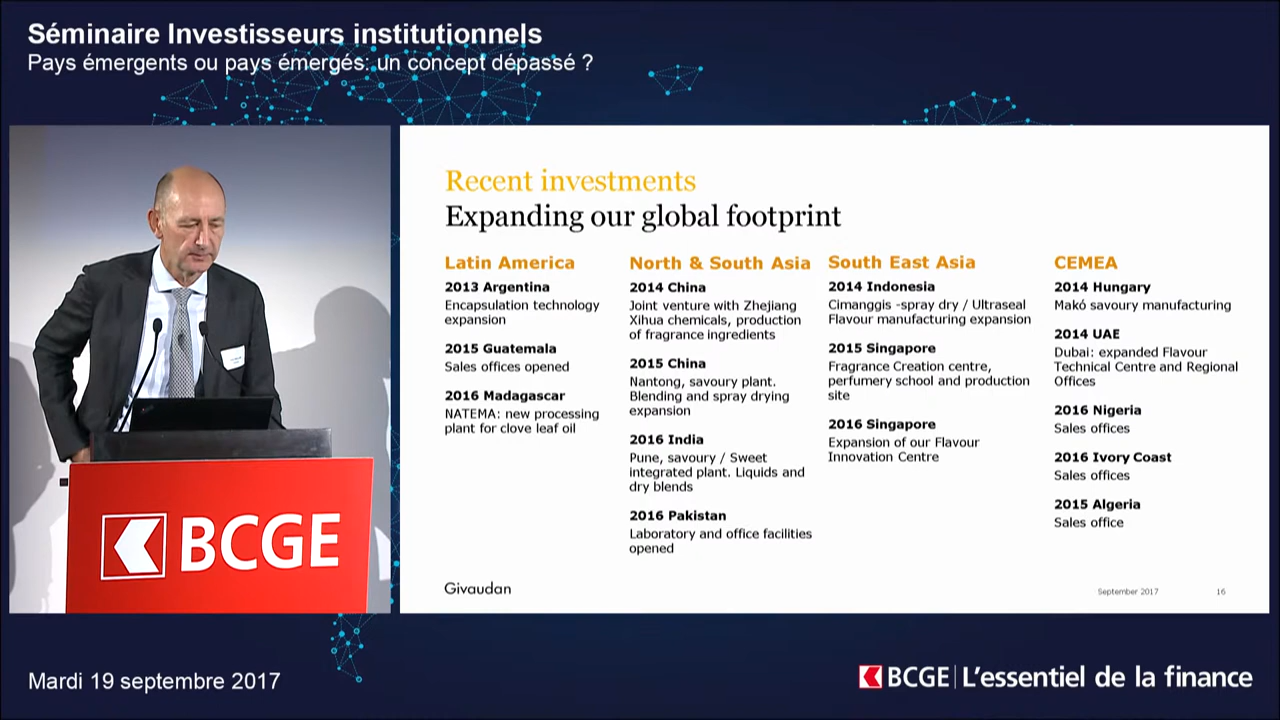 Séminaire Investisseurs institutionnels
Pays émergents ou pays émergés: un concept dépassé ?
Recent investments
Expanding our global footprint
Latin America
2013 Argentina
Encapsulation technology
expansion
2015 Guatemala
Sales offices opened
2016 Madagascar
NATEMA: new processing
plant for clove leaf oil
North & South Asia
2014 China
Joint venture with Zhejiang
Xihua chemicals, production
of fragrance ingredients
2015 China
Nantong, savoury plant.
Blending and spray drying
expansion
2016 India
Pune, savoury / Sweet
integrated plant. Liquids and
dry blends
2016 Pakistan
Laboratory and office facilities
opened
South East Asia
2014 Indonesia
Cimanggis -spray dry / Ultraseal
Flavour manufacturing expansion
2015 Singapore
Fragrance Creation centre,
perfumery school and production
site
2016 Singapore
Expansion of our Flavour
Innovation Centre
CEMEA
2014 Hungary
Makó savoury manufacturing
2014 UAE
Dubai: expanded Flavour
Technical Centre and Regional
Offices
2016 Nigeria
Sales offices
2016 Ivory Coast
Sales offices
2015 Algeria
Sales office
Givaudan
September 2017
16
BCGE
Mardi 19 septembre 2017
BCGE L'essentiel de la finance